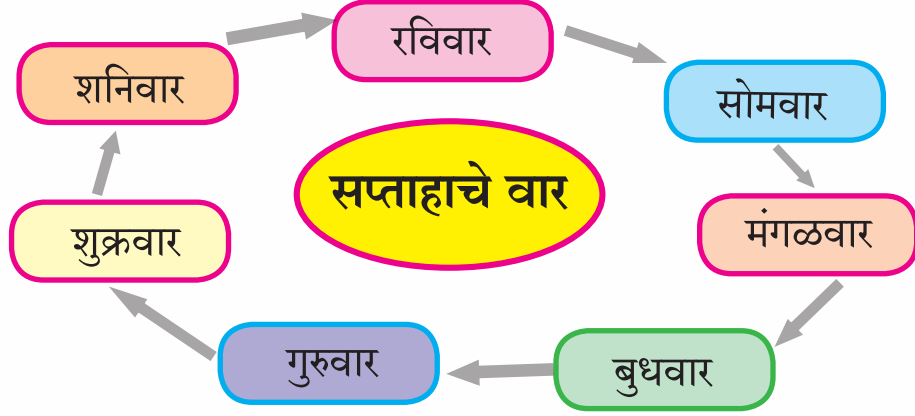 रविवार
शनिवार
सोमवार
सप्ताहाचे वार
शुक्रवार
मंगळवार
गुरुवार
बुधवार